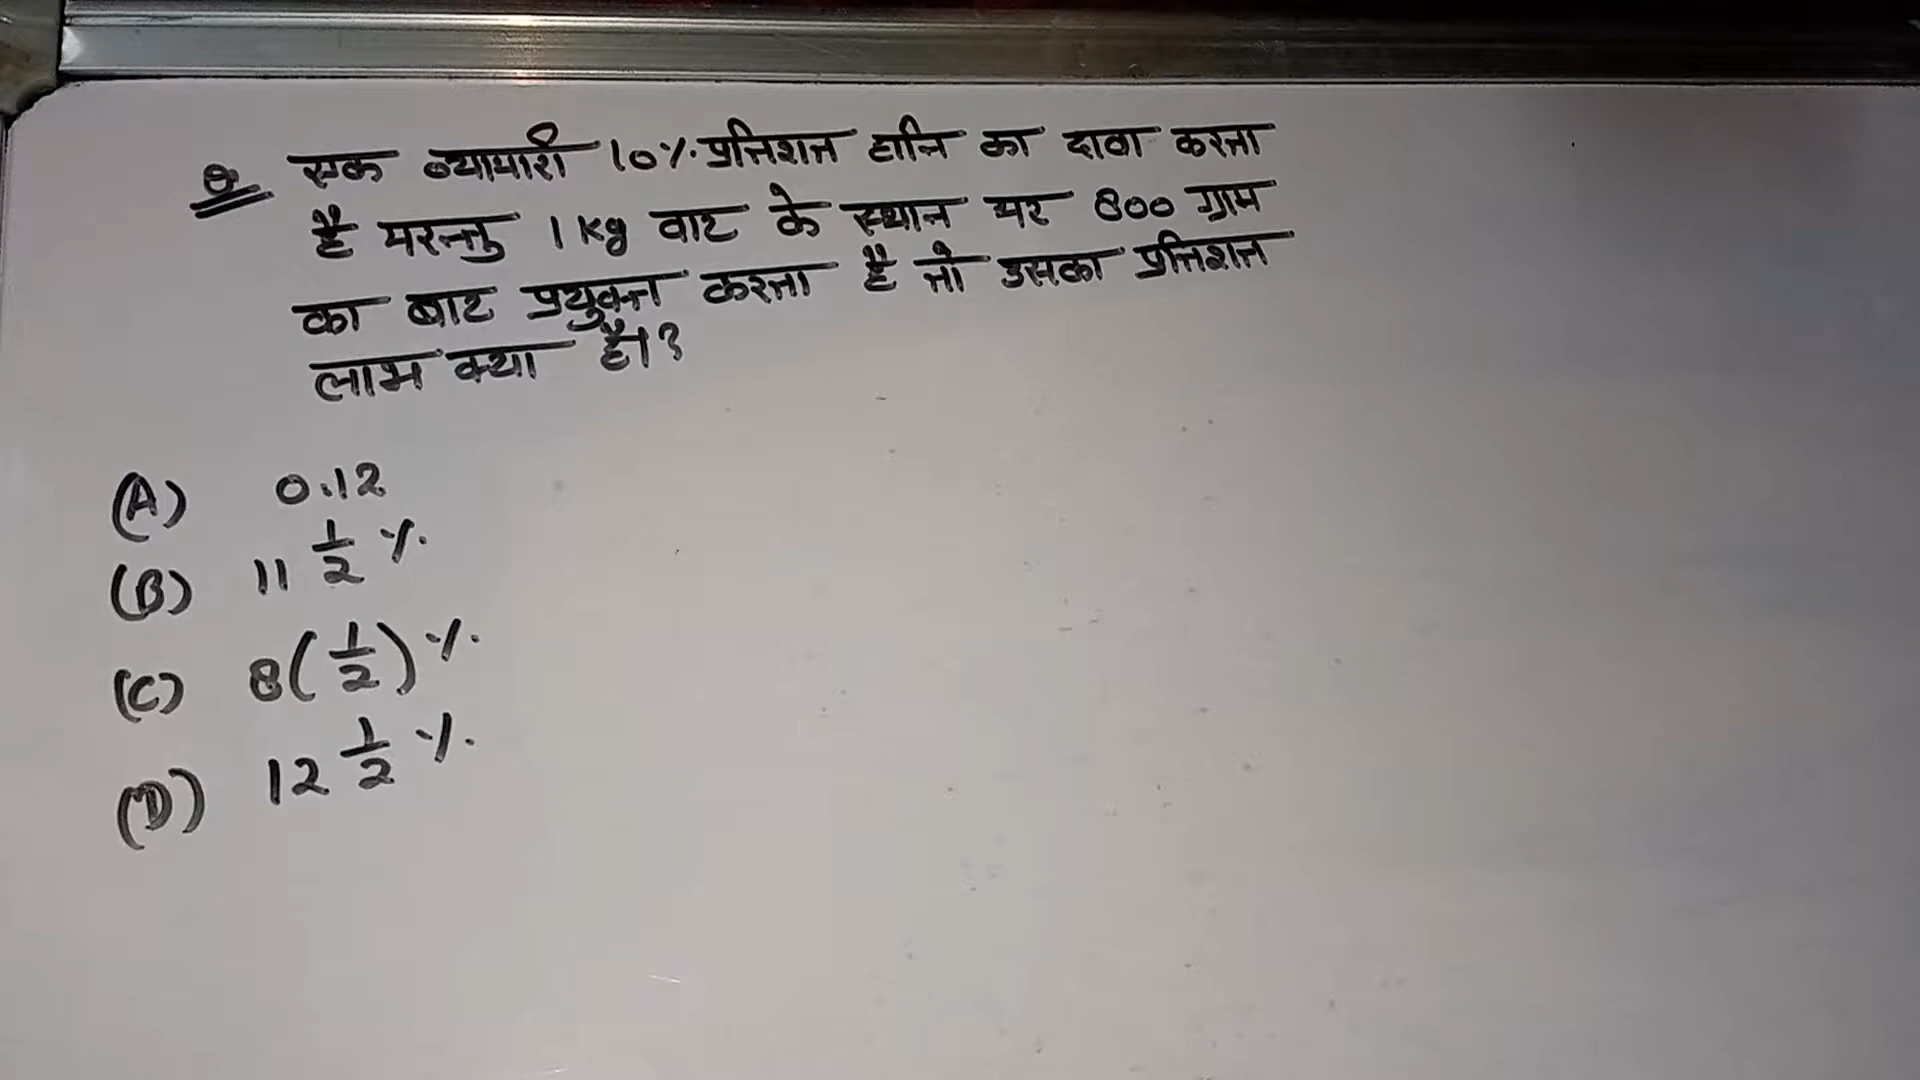 Q एक व्यापारी 10% प्रतिशत हानि का दावा करता
है परन्तु 1 kg वाट के स्थान पर 800 ग्राम
का बाट प्रयुक्त करता है तो उसका प्रतिशत
लाभ क्या है।?
(A) 0.12
(B) 11 1/2 %.
(C) 8(1/2) %.
(D) 12 1/2 %.